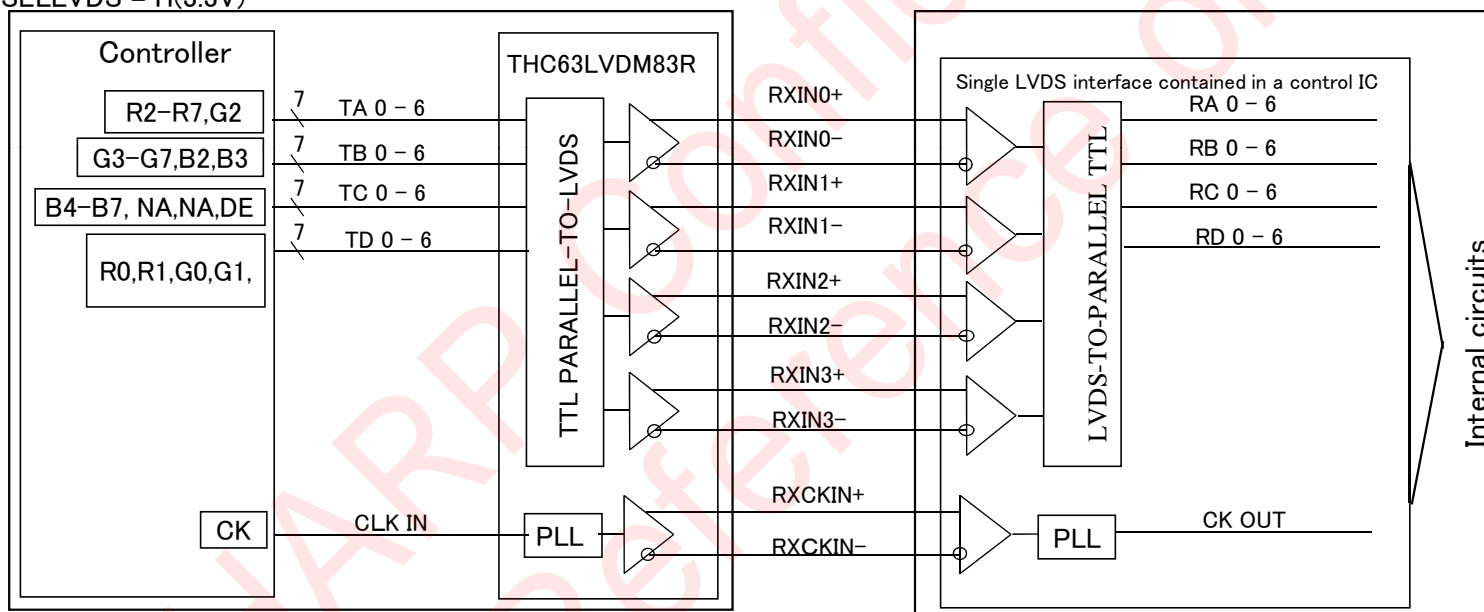 SELLVDS = H(3.3V)
Controller
R2-R7,G2
G3-G7,B2,B3
B4-B7, NA,NA,DE
R0,R1,G0,G1,
CK
7
TA 0 - 6
7
TB 0 - 6
7
TC 0 - 6
7
TD 0 - 6
CLK IN
THC63LVDM83R
TTL PARALLEL-TO-LVDS
PLL
RXIN0+
RXIN0-
RXIN1+
RXIN1-
RXIN2+
RXIN2-
RXIN3+
RXIN3-
RXCKIN+
RXCKIN-
Single LVDS interface contained in a control IC
LVDS-TO-PARALLEL TTL
PLL
RA 0 - 6
RB 0 - 6
RC 0 - 6
RD 0 - 6
CK OUT
Internal circuits
Reference